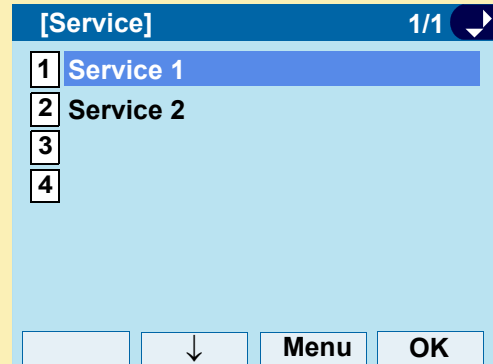 [Service] 1/1
1 Service 1
2 Service 2
3
4
↓ Menu OK